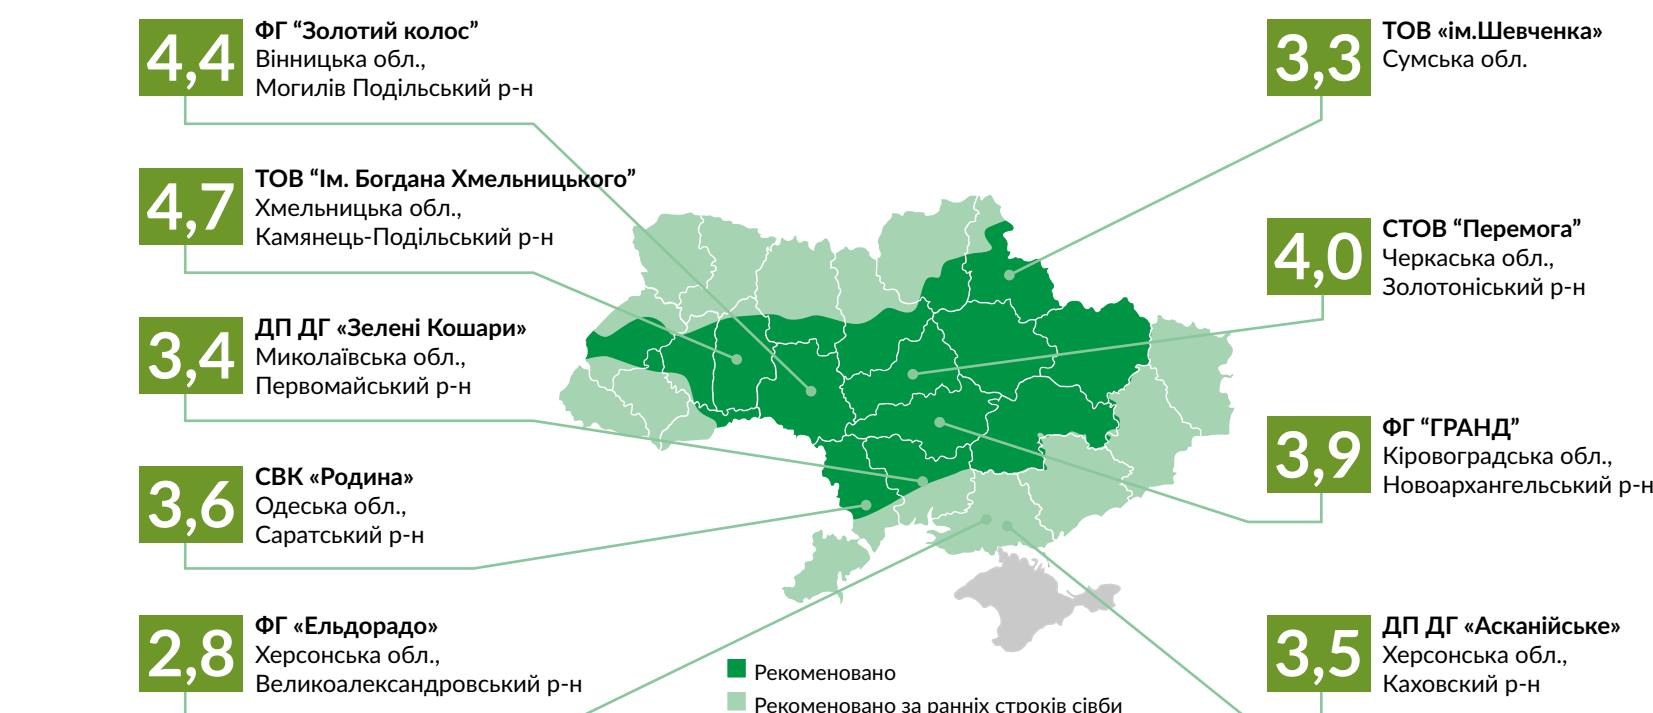 4,4
ФГ “Золотий колос”
Вінницька обл.,
Могилів Подільський р-н
4,7
ТОВ “Ім. Богдана Хмельницького”
Хмельницька обл.,
Камянець-Подільський р-н
3,4
ДП ДГ «Зелені Кошари»
Миколаївська обл.,
Первомайський р-н
3,6
СВК «Родина»
Одеська обл.,
Саратський р-н
2,8
ФГ «Ельдорадо»
Херсонська обл.,
Великоалександровський р-н
3,3
ТОВ «ім.Шевченка»
Сумська обл.
4,0
СТОВ “Перемога”
Черкаська обл.,
Золотоніський р-н
3,9
ФГ “ГРАНД”
Кіровоградська обл.,
Новоархангельський р-н
3,5
ДП ДГ «Асканійське»
Херсонська обл.,
Каховский р-н
Рекоменовано
Рекоменовано за ранніх строків сівби